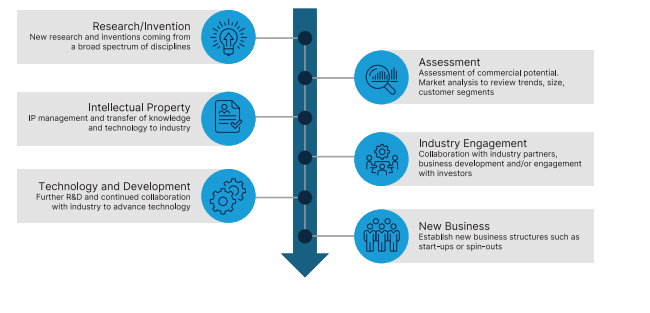 Research/Invention
New research and inventions coming from
a broad spectrum of disciplines
Assessment
Assessment of commercial potential.
Market analysis to review trends, size,
customer segments
Intellectual Property
IP management and transfer of knowledge
and technology to industry
Industry Engagement
Collaboration with industry partners,
business development and/or engagement
with investors
Technology and Development
Further R&D and continued collaboration
with industry to advance technology
New Business
Establish new business structures such as
start-ups or spin-outs